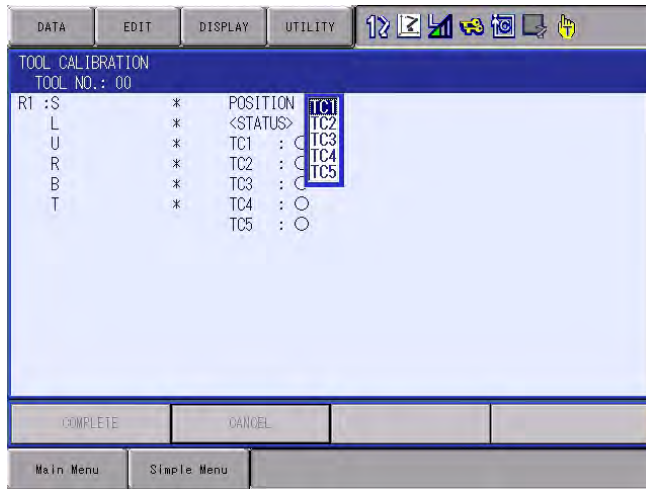 DATA EDIT DISPLAY UTILITY
TOOL CALIBRATION
TOOL NO.: 00
R1 :S * POSITION TC1
L * <STATUS> TC2
U * TC1 : TC3
R * TC2 : TC4
B * TC3 : TC5
T * TC4 :
TC5 :
COMPLETE CANCEL
Main Menu Simple Menu